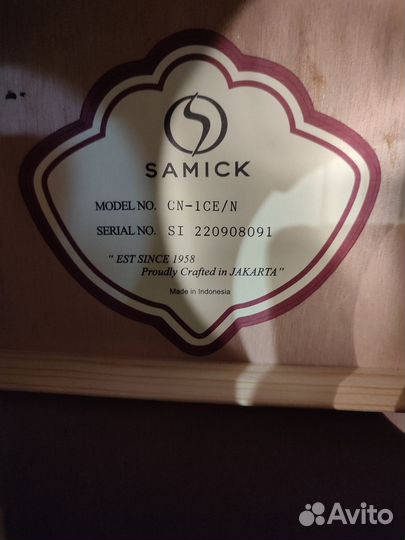 SAMICK
MODEL NO. CN-1CE/N
SERIAL NO. SI 220908091
"EST SINCE 1958
Proudly Crafted in JAKARTA"
Made in Indonesia
Avito